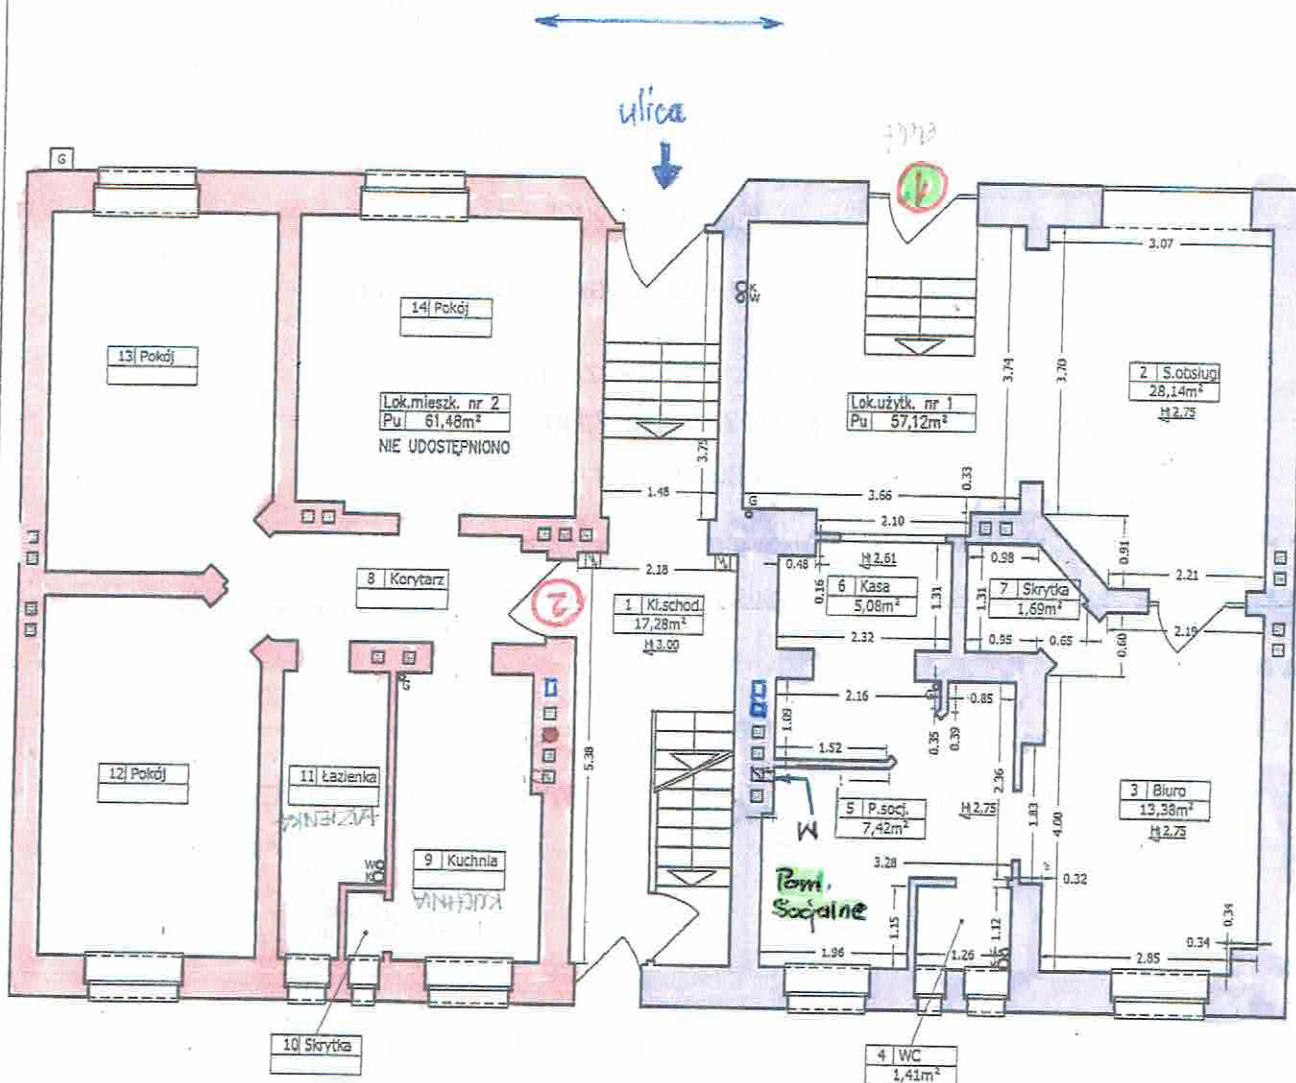 ulica
G
1
3.07
K
W
14 Pokój
13 Pokój
3.74
3.70
2 S.obsługi
28,14m²
H 2.75
Lok.mieszk. nr 2
Pu 61,48m²
NIE UDOSTĘPNIONO
Lok.użytk. nr 1
Pu 57,12m²
3.75
1.48
G
3.66
0.33
2.10
0.48
H 2.61
0.98
0.91
2.21
8 Korytarz
2
2.18
1 Kl.schod.
17,28m²
H 3.00
0.16
6 Kasa
5,08m²
1.31
1.31
7 Skrytka
1,69m²
2.32
0.95
0.65
0.60
2.19
G
2.16
G
0.85
1.09
0.35
0.39
1.52
5.38
12 Pokój
11 Łazienka
ŁAZIENKA
2.36
1.83
4.00
3 Biuro
13,38m²
H 2.75
5 P.socj.
7,42m²
H 2.75
M
W
K
9 Kuchnia
KUCHNIA
3.28
0.32
Pom.
Socjalne
1.15
1.12
K
0.34
0.34
1.96
1.26
2.85
10 Skrytka
4 WC
1,41m²